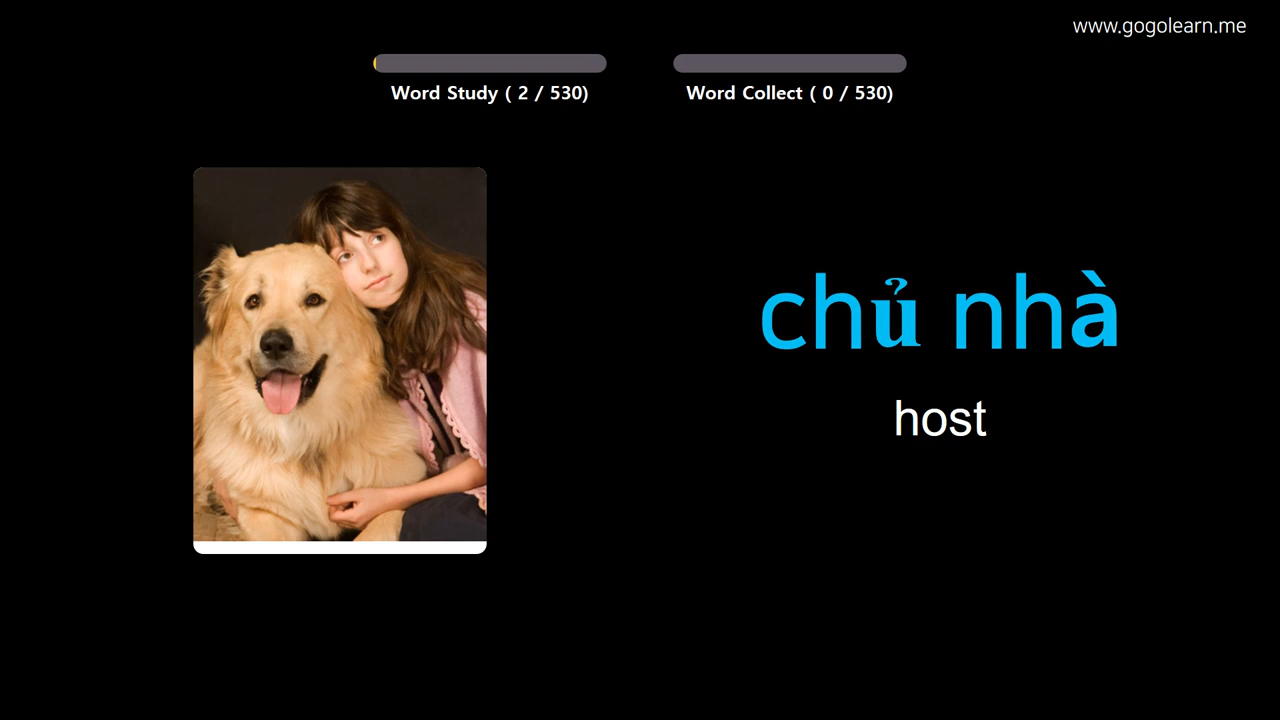 www.gogolearn.me
Word Study ( 2 / 530)
Word Collect ( 0 / 530)
chủ nhà
host